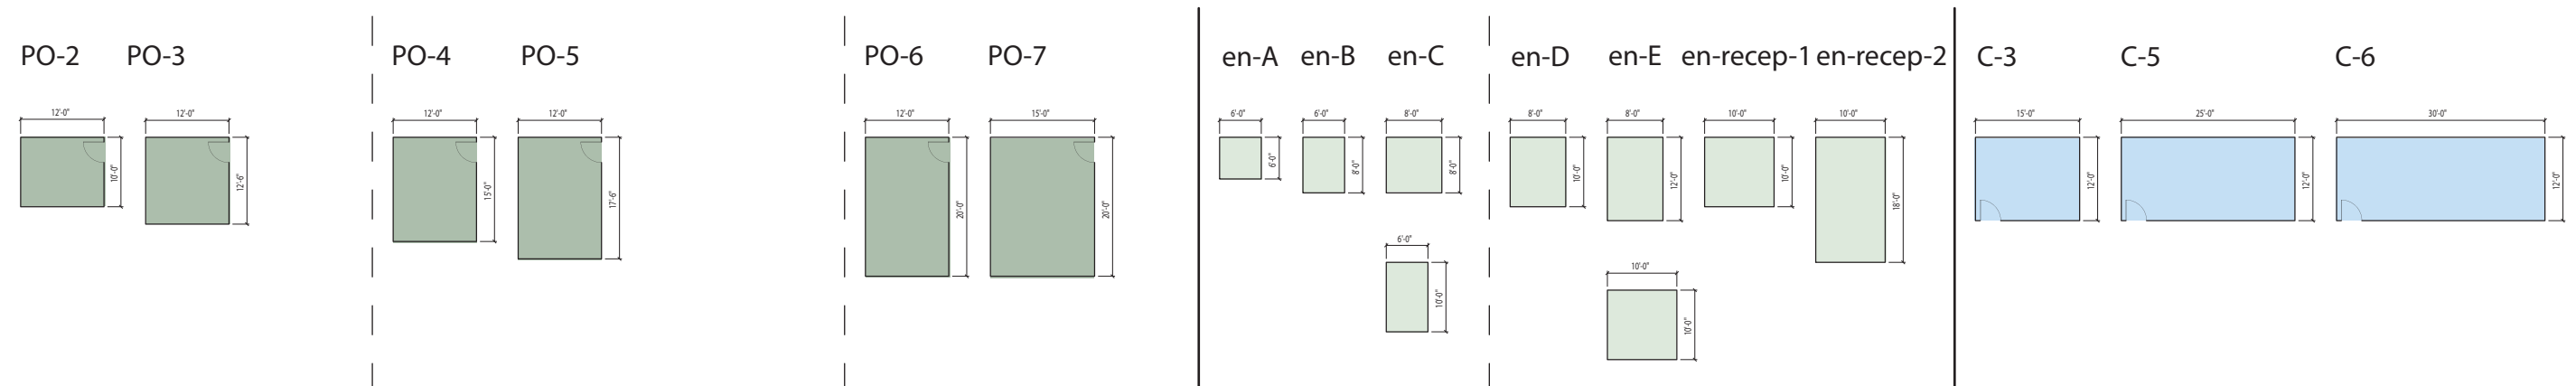 PO-2 PO-3 PO-4 PO-5 PO-6 PO-7 en-A en-B en-C en-D en-E en-recep-1 en-recep-2 C-3 C-5 C-6
12'-0" 12'-0" 12'-0" 12'-0" 12'-0" 15'-0" 6'-0" 6'-0" 8'-0" 8'-0" 8'-0" 10'-0" 10'-0" 15'-0" 25'-0" 30'-0"
10'-0" 12'-6" 15'-0" 17'-6" 20'-0" 20'-0" 6'-0" 8'-0" 8'-0" 10'-0" 12'-0" 10'-0" 18'-0" 12'-0" 12'-0" 12'-0"
6'-0" 10'-0"
10'-0" 10'-0"